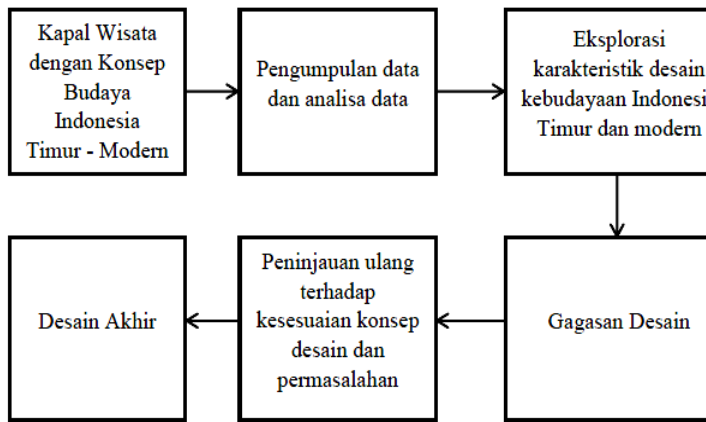 Kapal Wisata
dengan Konsep
Budaya
Indonesia
Timur - Modern
Pengumpulan data
dan analisa data
Eksplorasi
karakteristik desain
kebudayaan Indonesi
Timur dan modern
Gagasan Desain
Peninjauan ulang
terhadap
kesesuaian konsep
desain dan
permasalahan
Desain Akhir